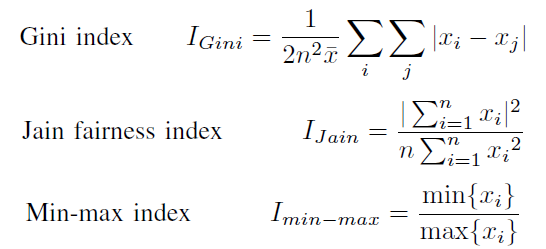 Gini index $I_{Gini} = \frac{1}{2n^2\bar{x}} \sum_i \sum_j |x_i - x_j|$
Jain fairness index $I_{Jain} = \frac{|\sum_{i=1}^{n} x_i|^2}{n \sum_{i=1}^{n} {x_i}^2}$
Min-max index $I_{min-max} = \frac{\min\{x_i\}}{\max\{x_i\}}$